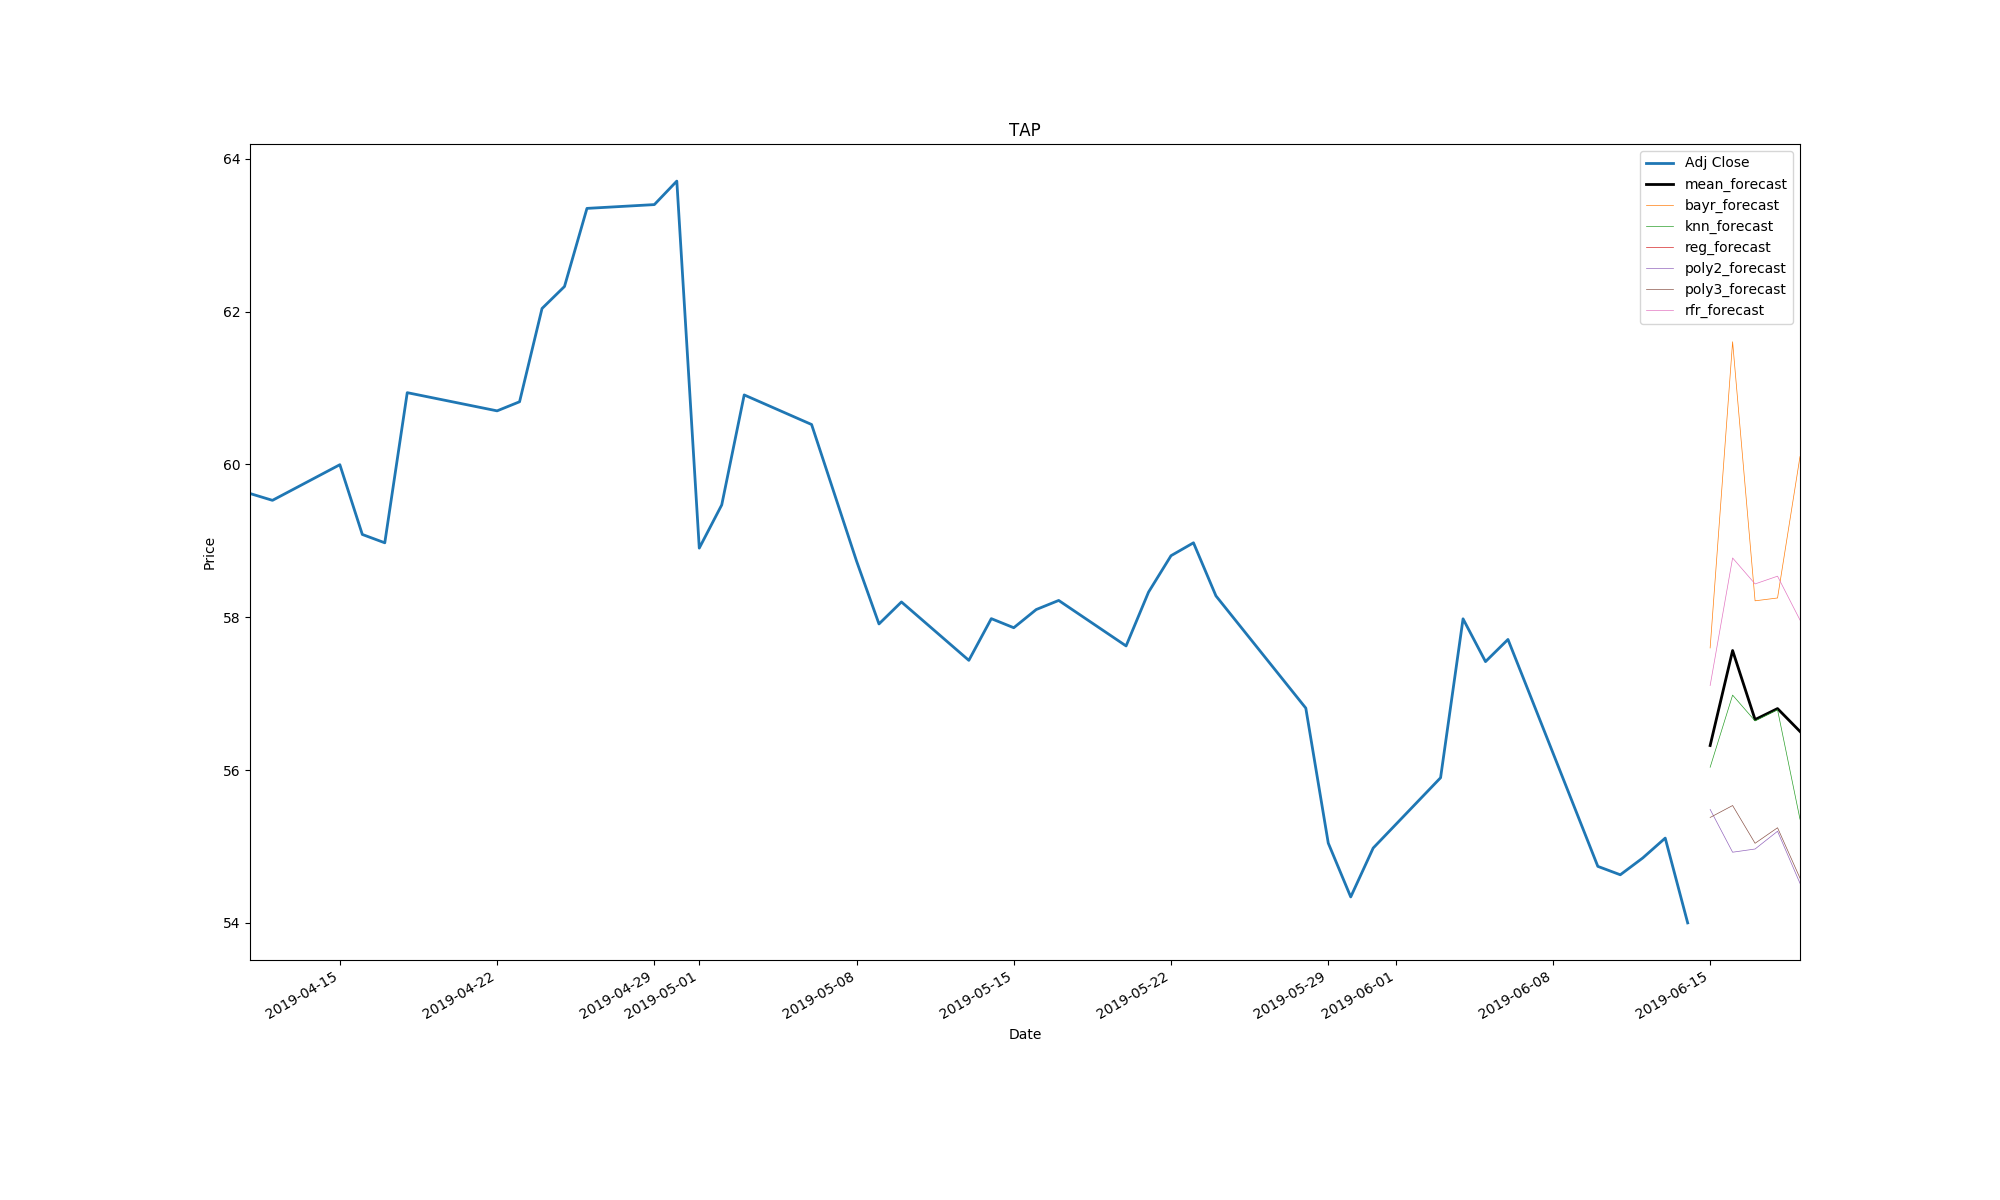 TAP
64
62
60
58
56
54
Price
Adj Close
mean_forecast
bayr_forecast
knn_forecast
reg_forecast
poly2_forecast
poly3_forecast
rfr_forecast
2019-04-15
2019-04-22
2019-04-29
2019-05-01
2019-05-08
2019-05-15
2019-05-22
2019-05-29
2019-06-01
2019-06-08
2019-06-15
Date